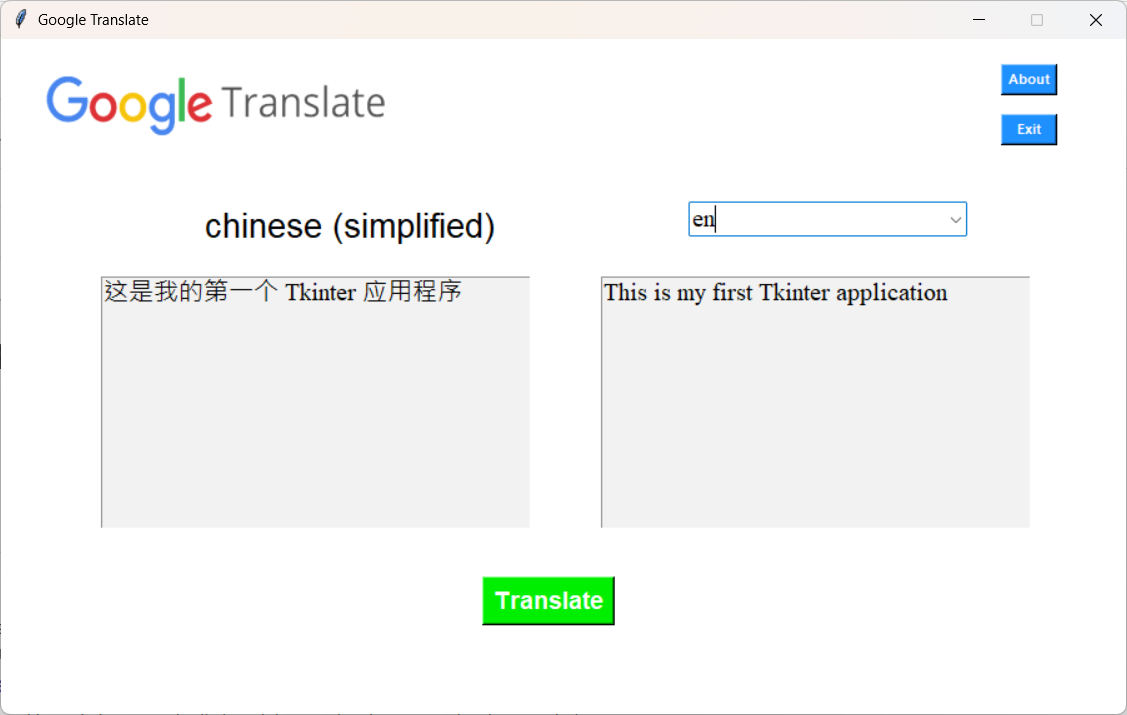 Google Translate
Google Translate
About
Exit
chinese (simplified)
en
这是我的第一个 Tkinter 应用程序
This is my first Tkinter application
Translate